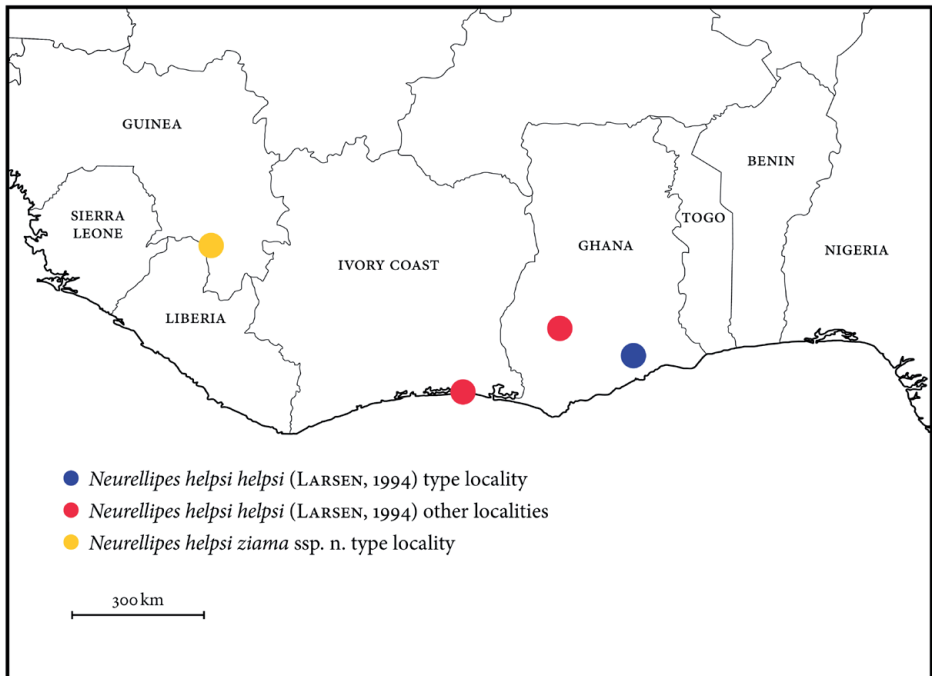 GUINEA
BENIN
SIERRA
LEONE
TOGO
GHANA
NIGERIA
IVORY COAST
LIBERIA
Neurellipes helpsi helpsi (LARSEN, 1994) type locality
Neurellipes helpsi helpsi (LARSEN, 1994) other localities
Neurellipes helpsi ziama ssp. n. type locality
300 km